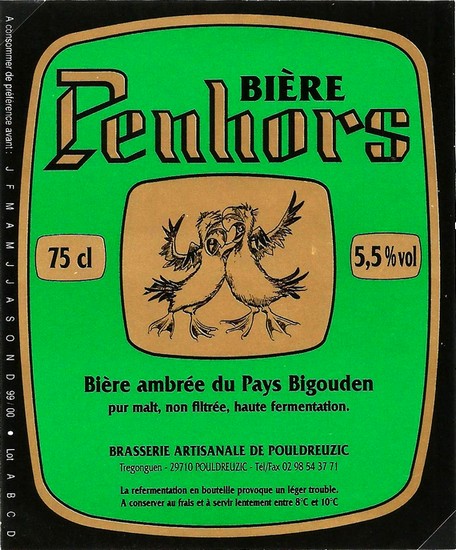 BIÈRE
Penhors
75 cl
5,5 % vol
Bière ambrée du Pays Bigouden
pur malt, non filtrée, haute fermentation.
BRASSERIE ARTISANALE DE POULDREUZIC
Tregonguen - 29710 POULDREUZIC - Tel/Fax 02 98 54 37 71
La refermentation en bouteille provoque un léger trouble.
A conserver au frais et à servir lentement entre 8°C et 10°C
A consommer de préférence avant : J F M A M J J A S O N D 99/00 • Lot A B C D